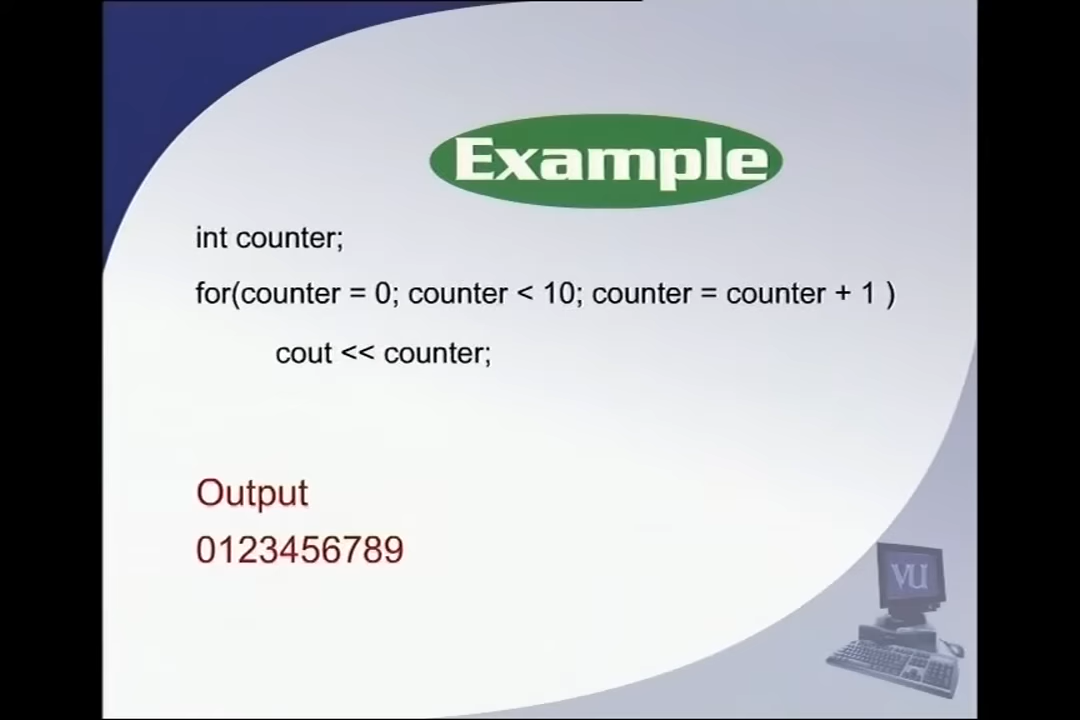 Example
int counter;
for(counter = 0; counter < 10; counter = counter + 1 )
cout << counter;
Output
0123456789
VU